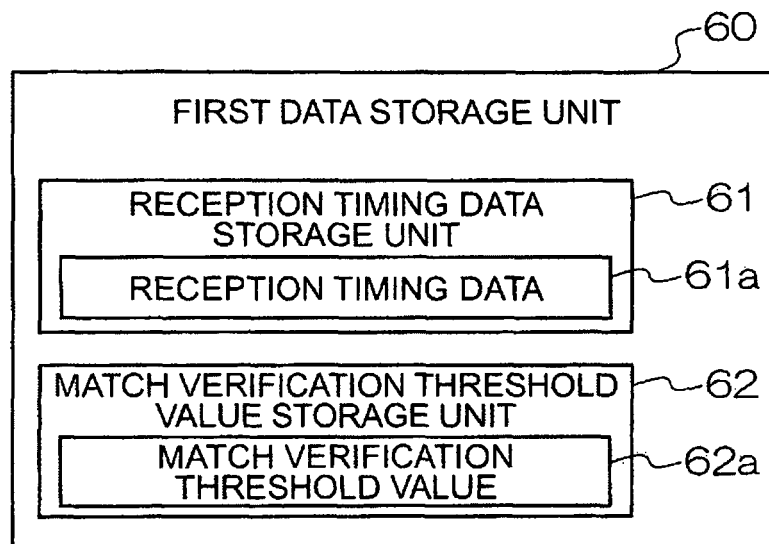 60
FIRST DATA STORAGE UNIT
RECEPTION TIMING DATA
STORAGE UNIT
61
RECEPTION TIMING DATA
61a
MATCH VERIFICATION THRESHOLD
VALUE STORAGE UNIT
62
MATCH VERIFICATION
THRESHOLD VALUE
62a